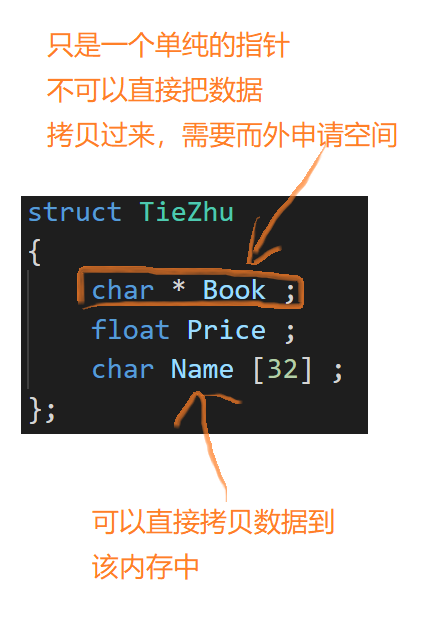 只是一个单纯的指针
不可以直接把数据
拷贝过来，需要而外申请空间
struct TieZhu
{
char * Book ;
float Price ;
char Name [32] ;
};
可以直接拷贝数据到
该内存中